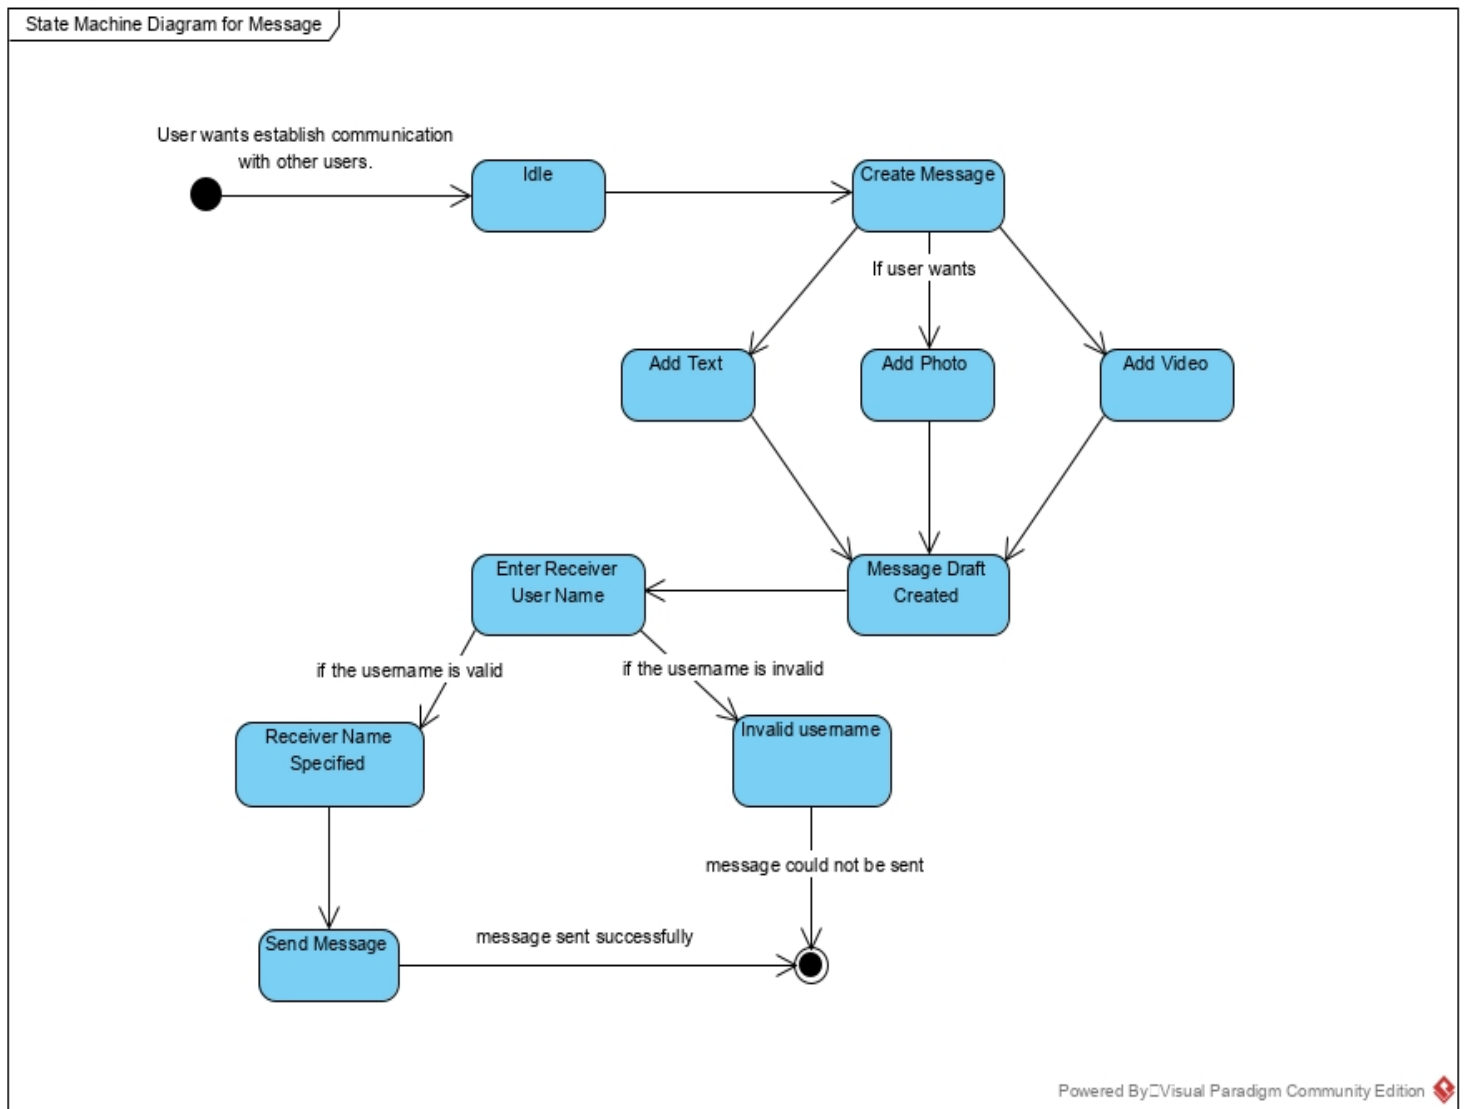 State Machine Diagram for Message
User wants establish communication
with other users.
Idle
Create Message
If user wants
Add Text
Add Photo
Add Video
Enter Receiver
User Name
Message Draft
Created
if the username is valid
if the username is invalid
Receiver Name
Specified
Invalid username
message could not be sent
Send Message
message sent successfully
Powered By□Visual Paradigm Community Edition